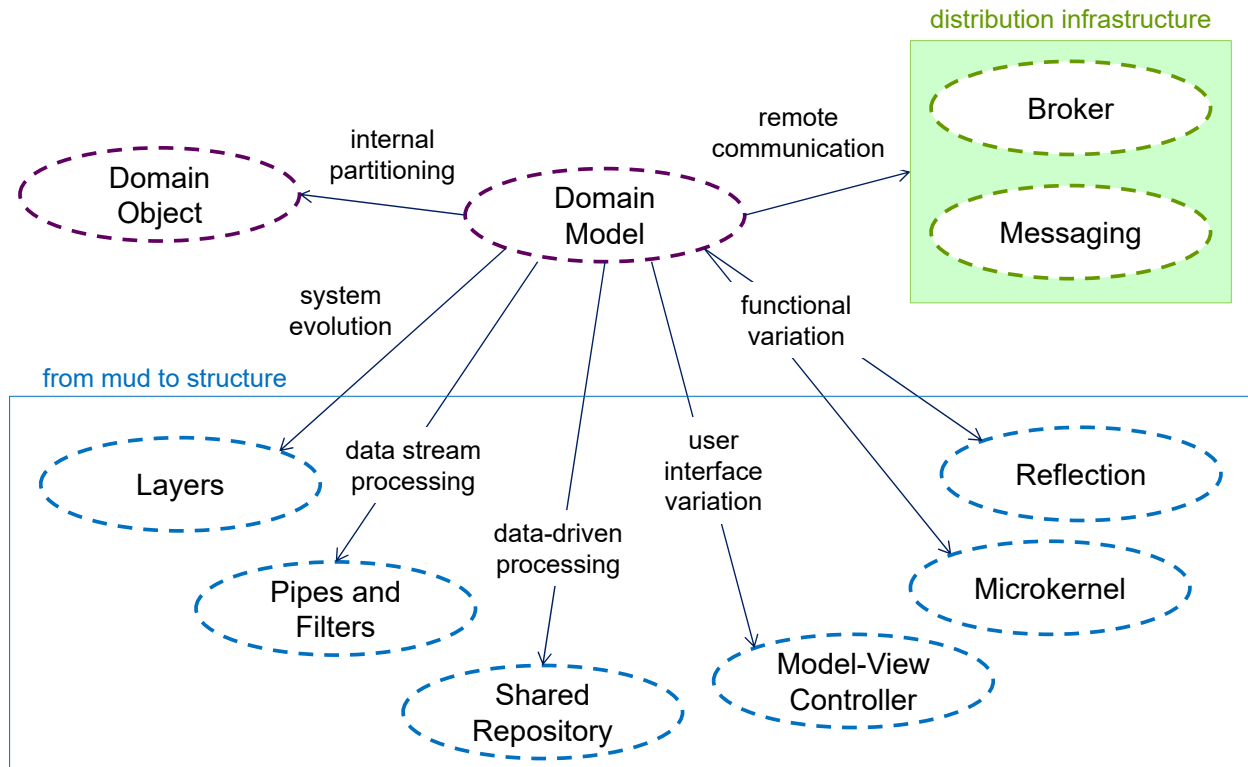 distribution infrastructure
Broker
remote
communication
internal
partitioning
Domain
Object
Domain
Model
Messaging
system
evolution
functional
variation
from mud to structure
data stream
processing
user
interface
variation
Layers
Reflection
data-driven
processing
Pipes and
Filters
Microkernel
Model-View
Controller
Shared
Repository